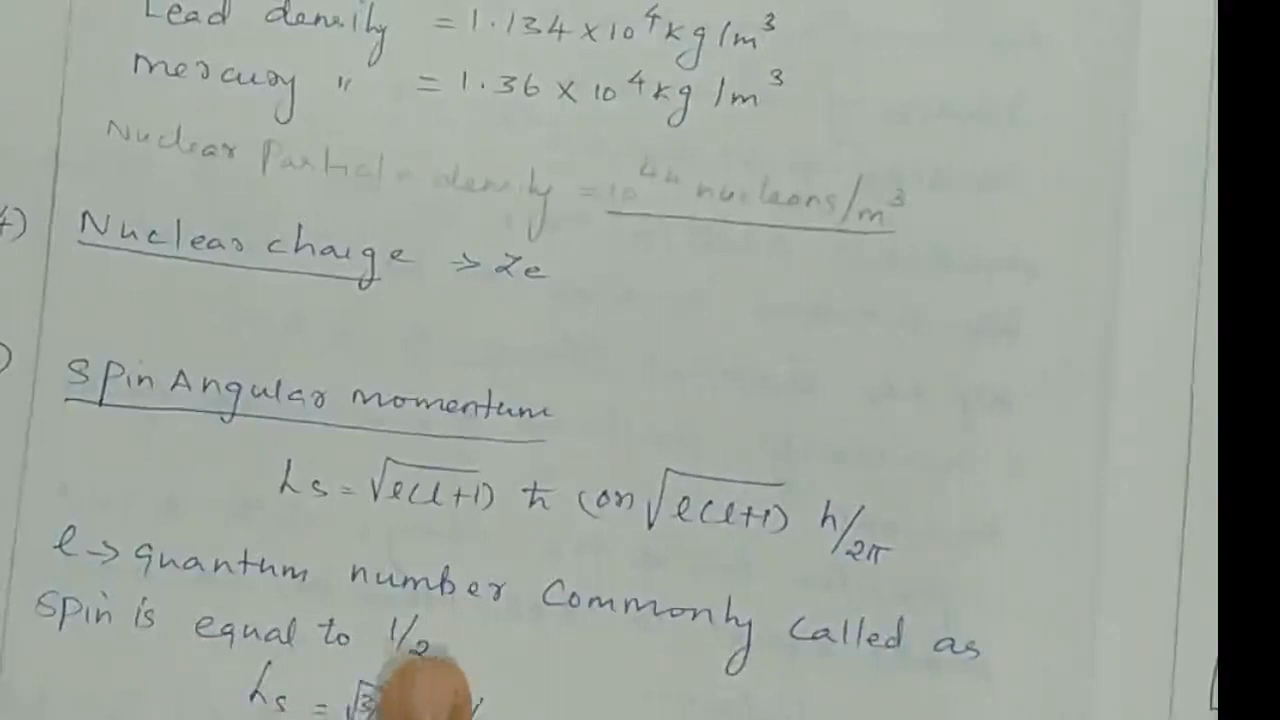 Lead density = 1.134 × 10⁴ kg/m³
Mercury " = 1.36 × 10⁴ kg/m³
Nuclear Particle density = 10⁴⁴ nucleons/m³
4) Nuclear charge → Ze
) Spin Angular momentum
Ls = √l(l+1) ħ (or) √l(l+1) h/2π
l → quantum number commonly called as
spin is equal to 1/2
Ls = √3/